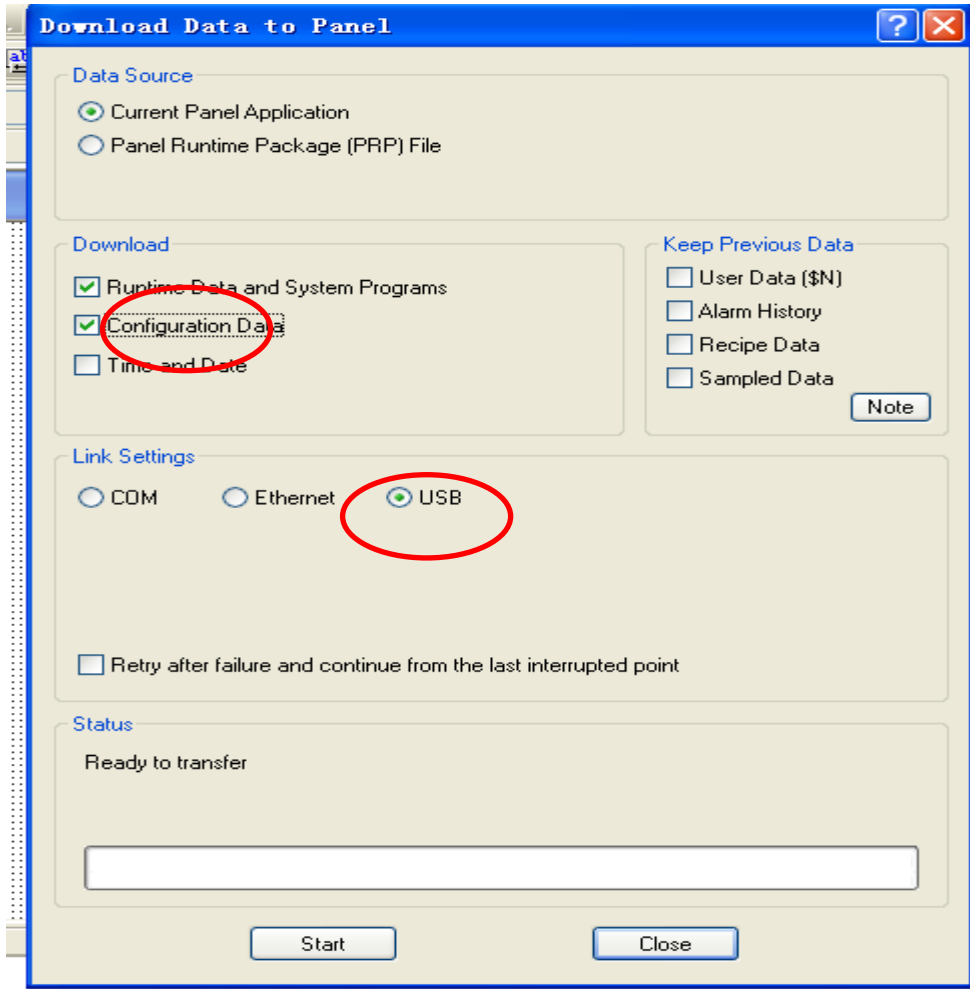 Download Data to Panel
Data Source
Current Panel Application
Panel Runtime Package (PRP) File
Download
Runtime Data and System Programs
Configuration Data
Time and Date
Keep Previous Data
User Data ($N)
Alarm History
Recipe Data
Sampled Data
Note
Link Settings
COM Ethernet USB
Retry after failure and continue from the last interrupted point
Status
Ready to transfer
Start Close